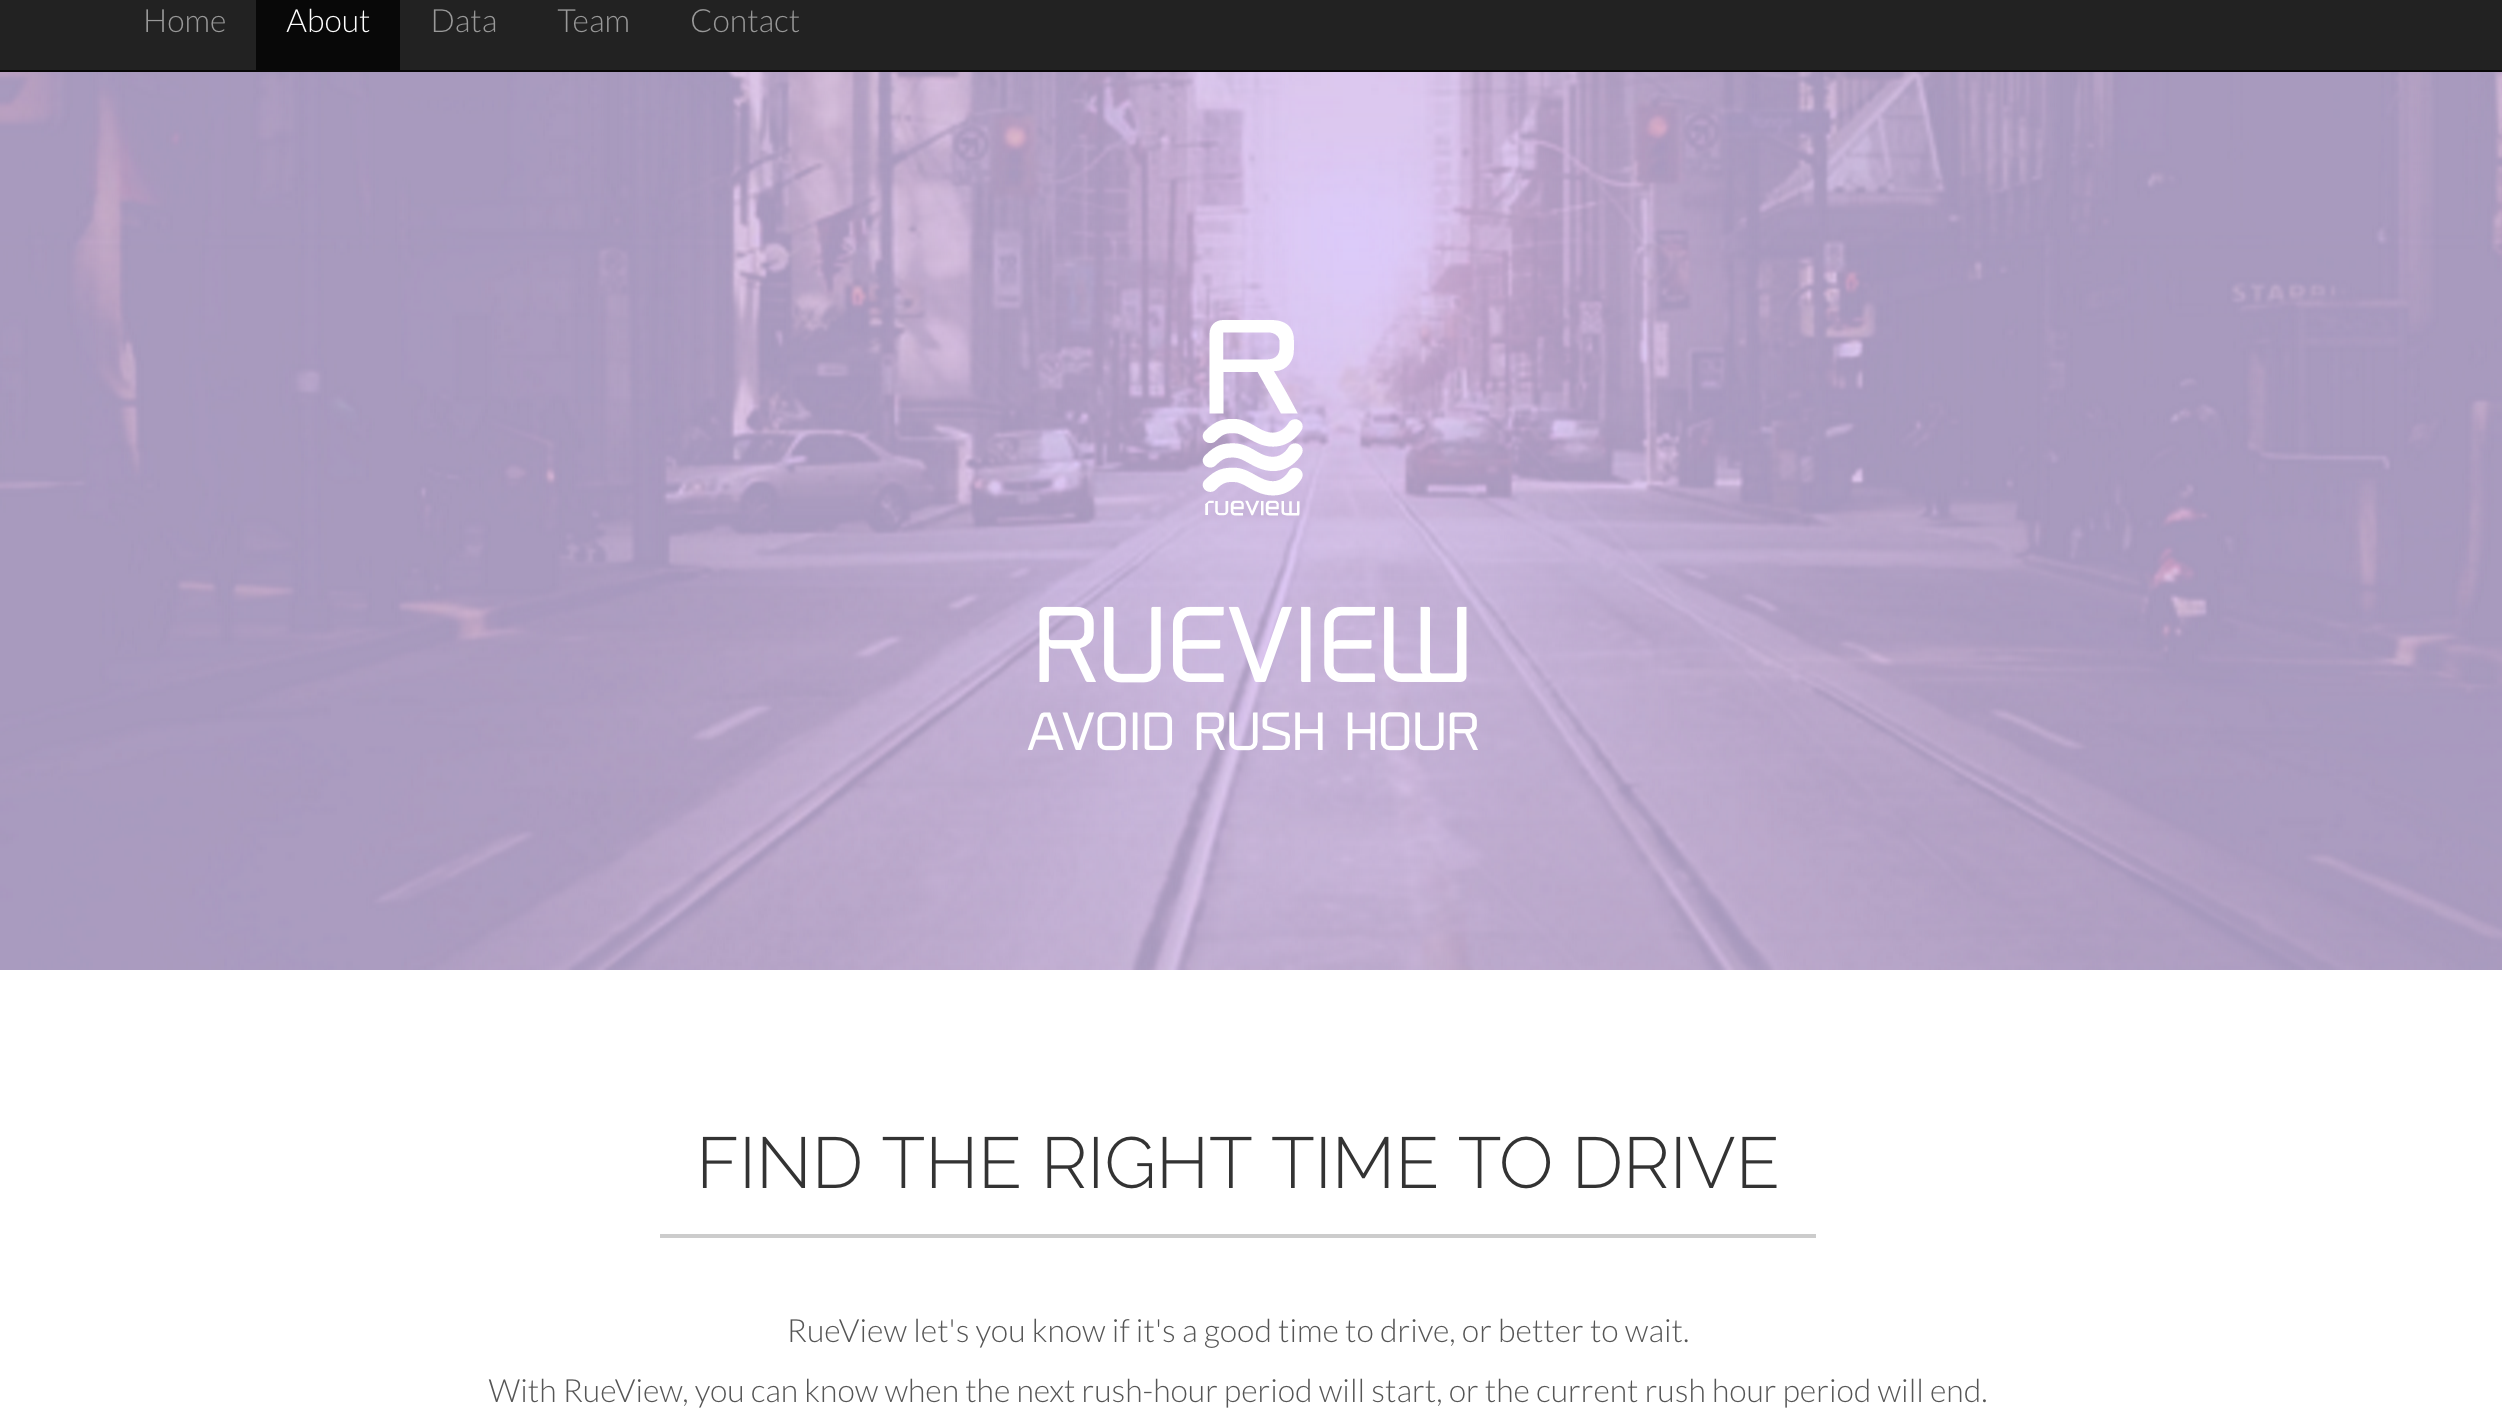 Home About Data Team Contact
R
rueview
RUEVIEW
AVOID RUSH HOUR
FIND THE RIGHT TIME TO DRIVE
RueView let's you know if it's a good time to drive, or better to wait.
With RueView, you can know when the next rush-hour period will start, or the current rush hour period will end.